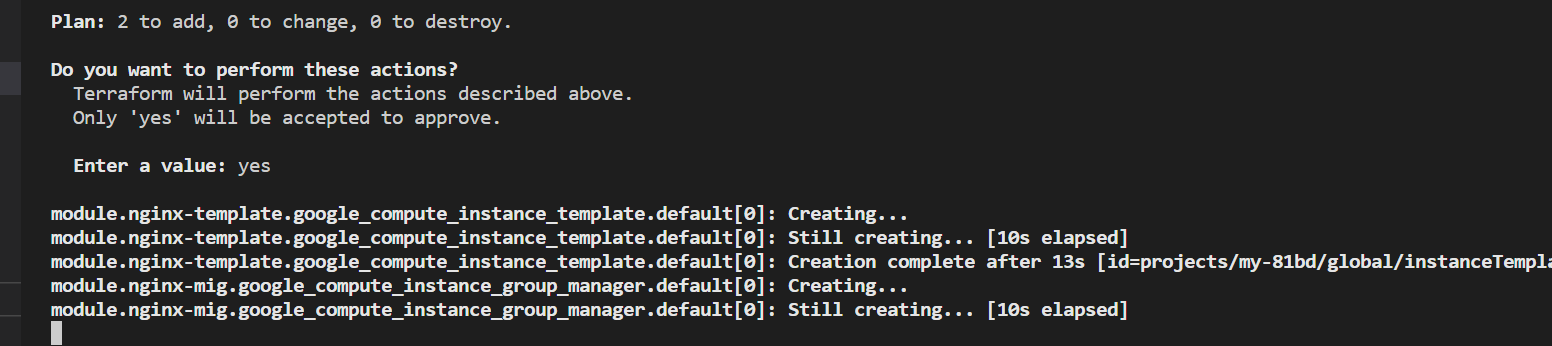 Plan: 2 to add, 0 to change, 0 to destroy.
Do you want to perform these actions?
Terraform will perform the actions described above.
Only 'yes' will be accepted to approve.
Enter a value: yes
module.nginx-template.google_compute_instance_template.default[0]: Creating...
module.nginx-template.google_compute_instance_template.default[0]: Still creating... [10s elapsed]
module.nginx-template.google_compute_instance_template.default[0]: Creation complete after 13s [id=projects/my-81bd/global/instanceTempla
module.nginx-mig.google_compute_instance_group_manager.default[0]: Creating...
module.nginx-mig.google_compute_instance_group_manager.default[0]: Still creating... [10s elapsed]